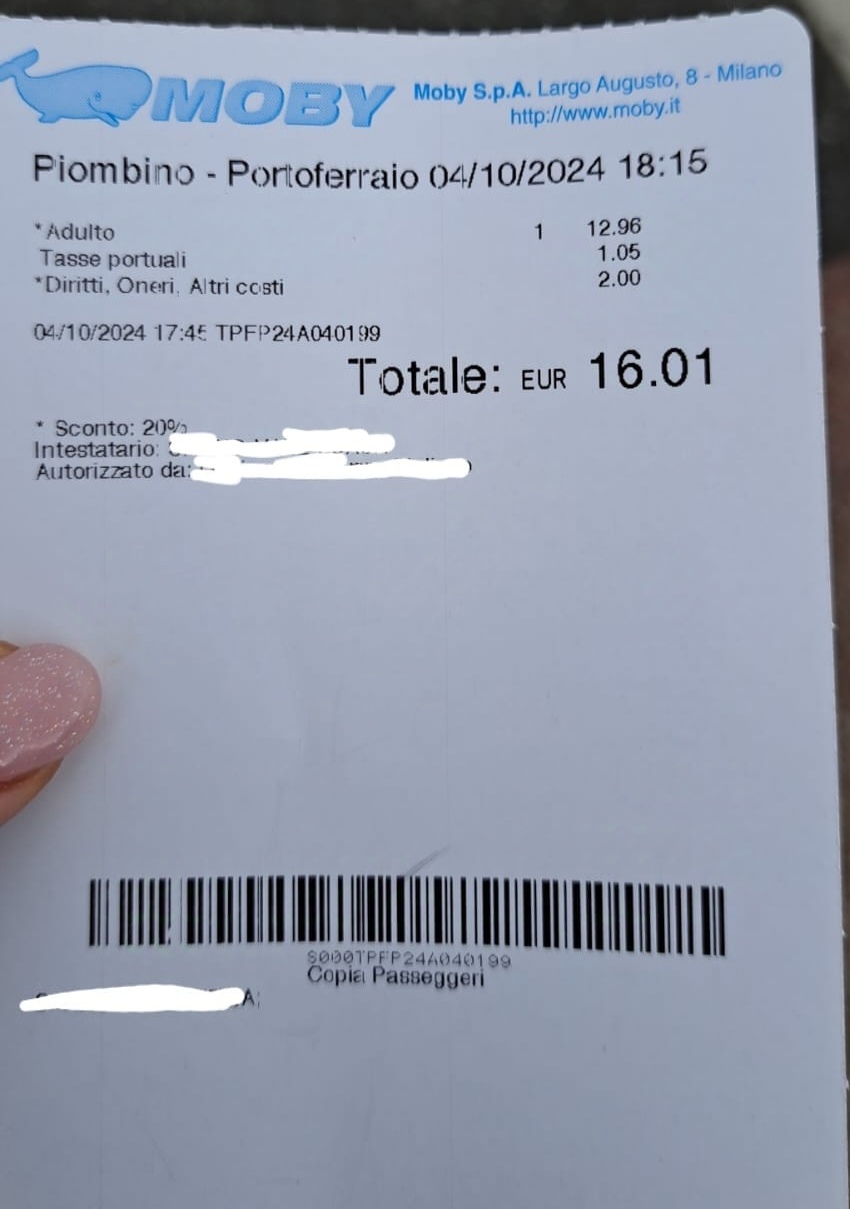 MOBY Moby S.p.A. Largo Augusto, 8 - Milano
http://www.moby.it
Piombino - Portoferraio 04/10/2024 18:15
*Adulto 1 12.96
Tasse portuali 1.05
*Diritti, Oneri, Altri costi 2.00
04/10/2024 17:45 TPFP24A040199
Totale: EUR 16.01
* Sconto: 20%
Intestatario:
Autorizzato da:
S000TPFP24A040199
Copia Passeggeri